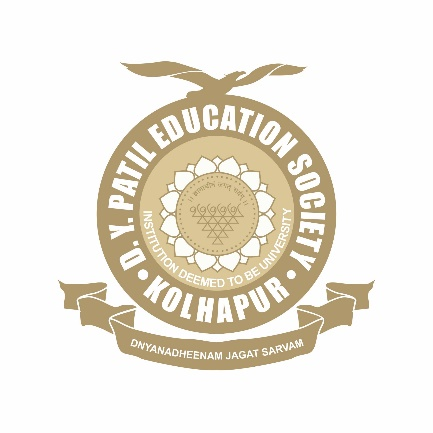 D. Y. PATIL EDUCATION SOCIETY
INSTITUTION DEEMED TO BE UNIVERSITY
• KOLHAPUR •
DNYANADHEENAM JAGAT SARVAM